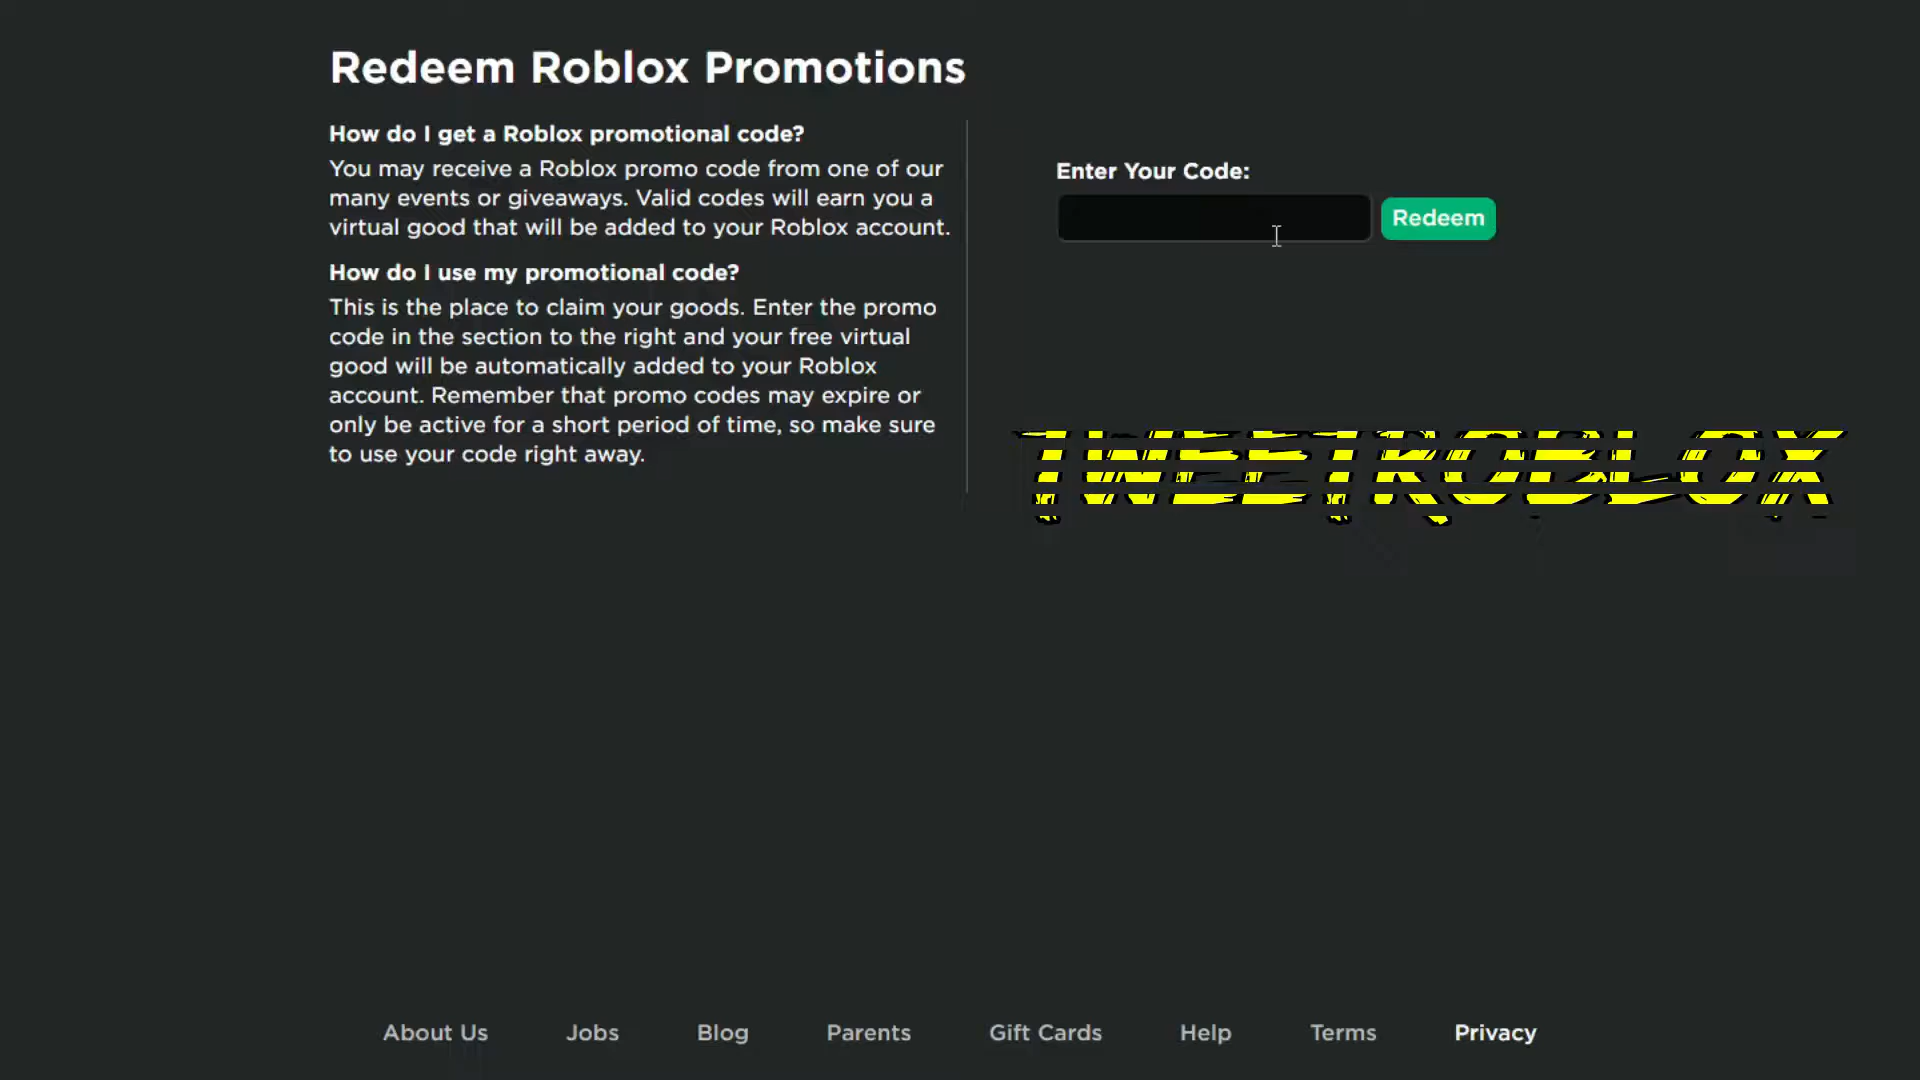 Redeem Roblox Promotions
How do I get a Roblox promotional code?
You may receive a Roblox promo code from one of our
many events or giveaways. Valid codes will earn you a
virtual good that will be added to your Roblox account.
How do I use my promotional code?
This is the place to claim your goods. Enter the promo
code in the section to the right and your free virtual
good will be automatically added to your Roblox
account. Remember that promo codes may expire or
only be active for a short period of time, so make sure
to use your code right away.
Enter Your Code:
Redeem
TWEETROBLOX
About Us Jobs Blog Parents Gift Cards Help Terms Privacy